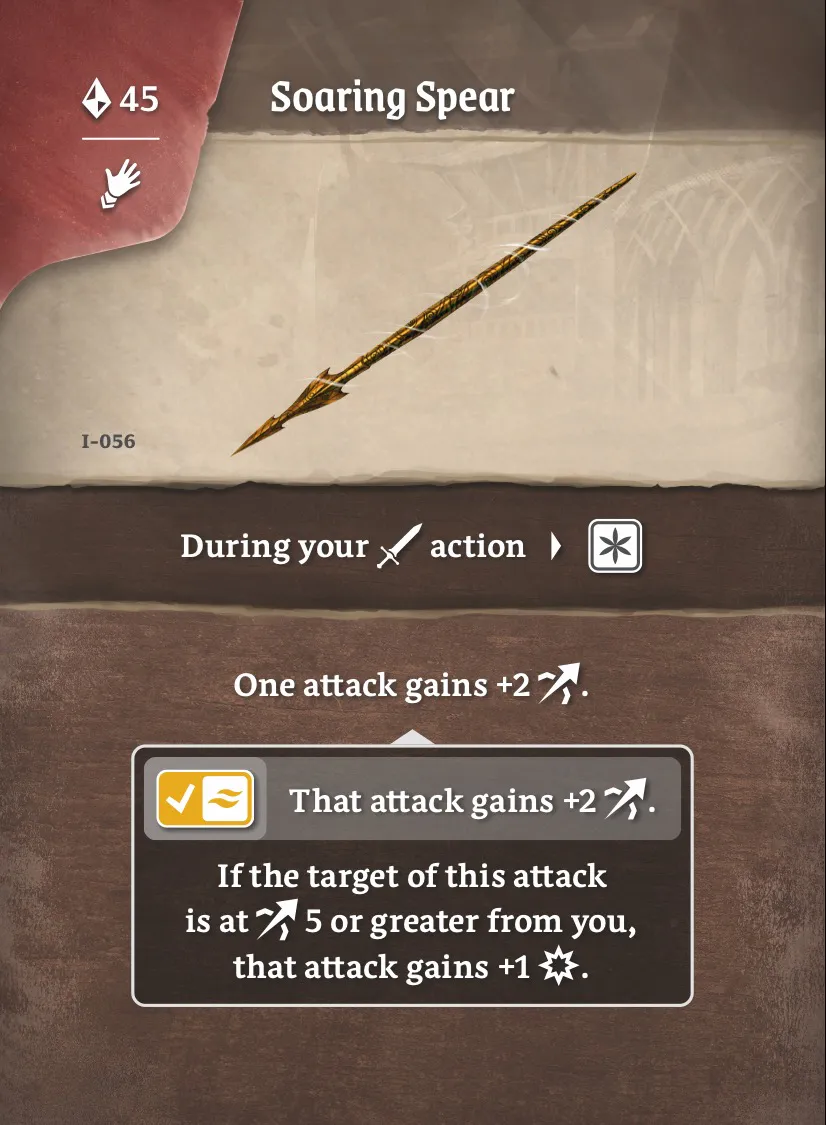 45
Soaring Spear
I-056
During your action
One attack gains +2 .
That attack gains +2 .
If the target of this attack
is at 5 or greater from you,
that attack gains +1 .